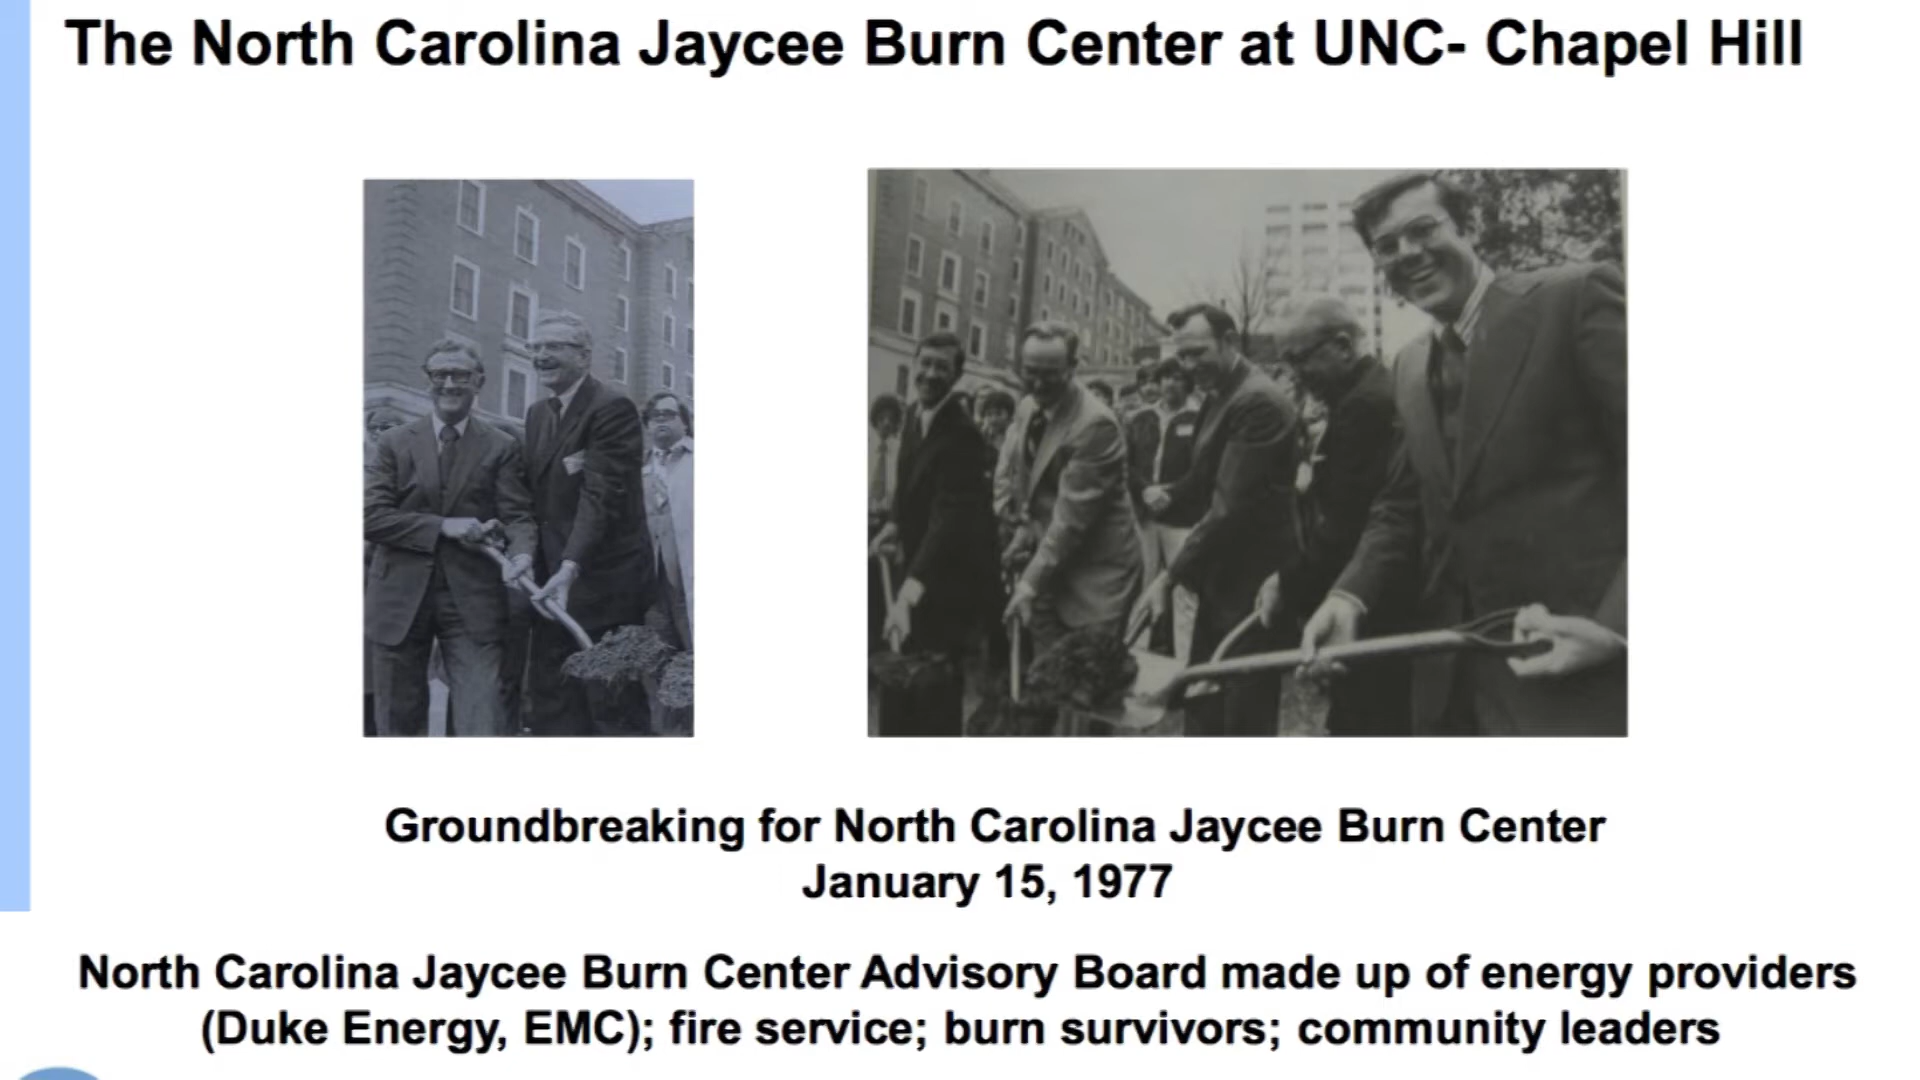 The North Carolina Jaycee Burn Center at UNC- Chapel Hill
Groundbreaking for North Carolina Jaycee Burn Center
January 15, 1977
North Carolina Jaycee Burn Center Advisory Board made up of energy providers
(Duke Energy, EMC); fire service; burn survivors; community leaders